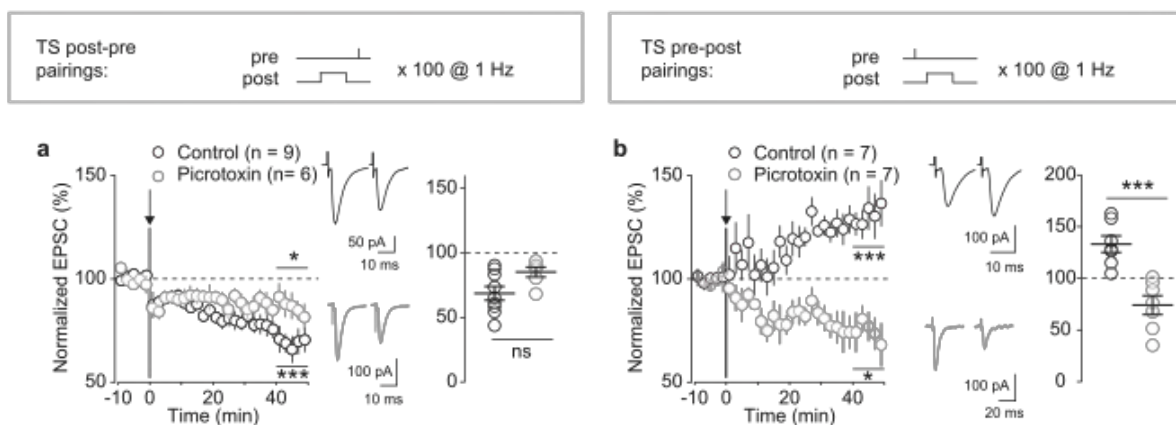 TS post-pre
pairings:
pre
post
x 100 @ 1 Hz
TS pre-post
pairings:
pre
post
x 100 @ 1 Hz
a
Control (n = 9)
Picrotoxin (n= 6)
Normalized EPSC (%)
150
100
50
-10 0 20 40
Time (min)
*
***
50 pA
10 ms
100 pA
10 ms
150
100
50
0
ns
b
Control (n = 7)
Picrotoxin (n = 7)
Normalized EPSC (%)
150
100
50
-10 0 20 40
Time (min)
***
*
100 pA
10 ms
100 pA
20 ms
200
150
100
50
0
***